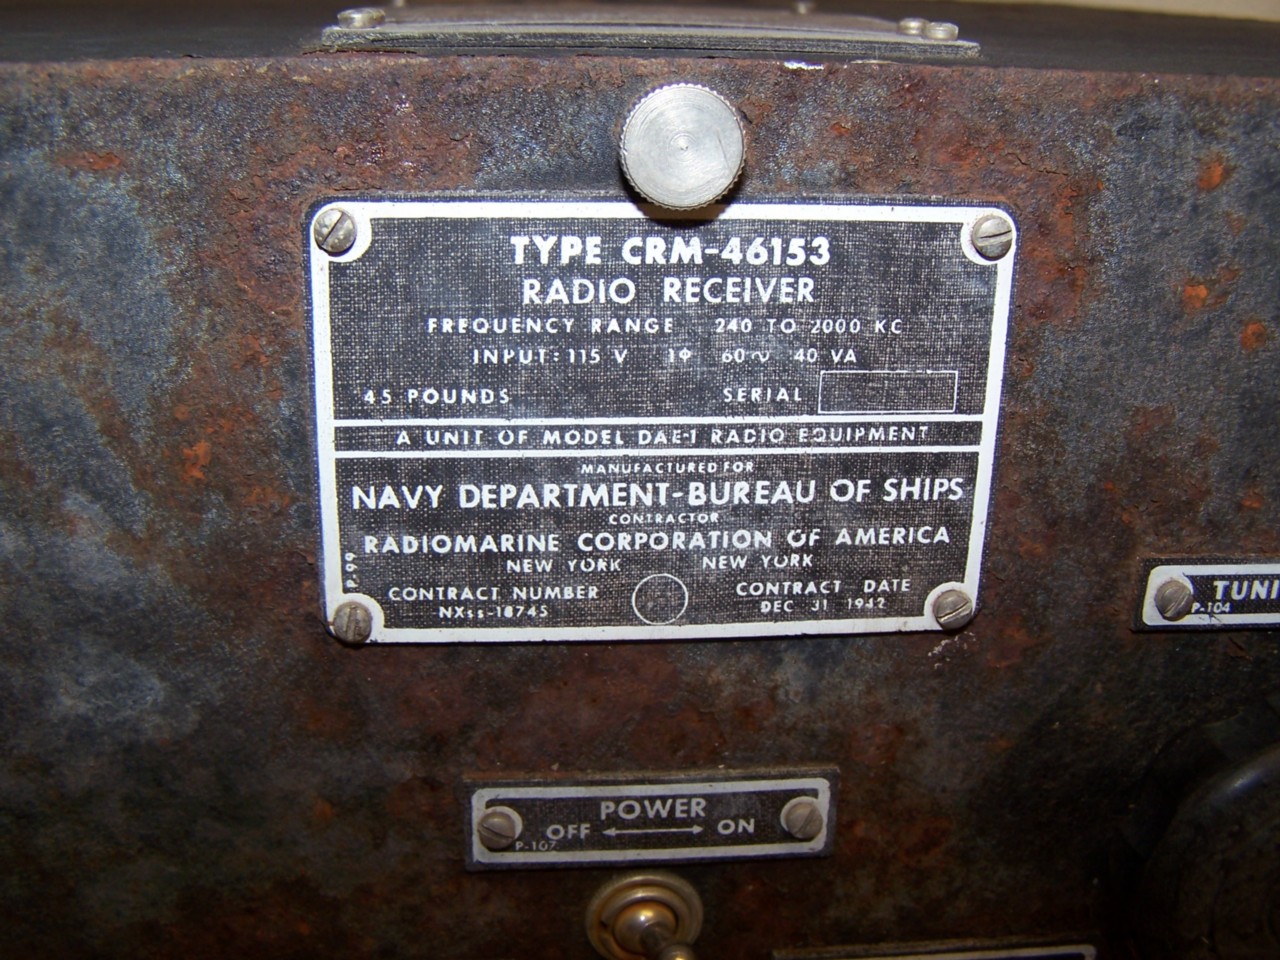 TYPE CRM-46153
RADIO RECEIVER
FREQUENCY RANGE 240 TO 2000 KC
INPUT: 115 V 1Φ 60~ 40 VA
45 POUNDS SERIAL
A UNIT OF MODEL DAE-1 RADIO EQUIPMENT
MANUFACTURED FOR
NAVY DEPARTMENT-BUREAU OF SHIPS
CONTRACTOR
RADIOMARINE CORPORATION OF AMERICA
NEW YORK NEW YORK
P-99
CONTRACT NUMBER CONTRACT DATE
NXss-18745 DEC 31 1942
TUNI
P-104
POWER
OFF ON
P-107